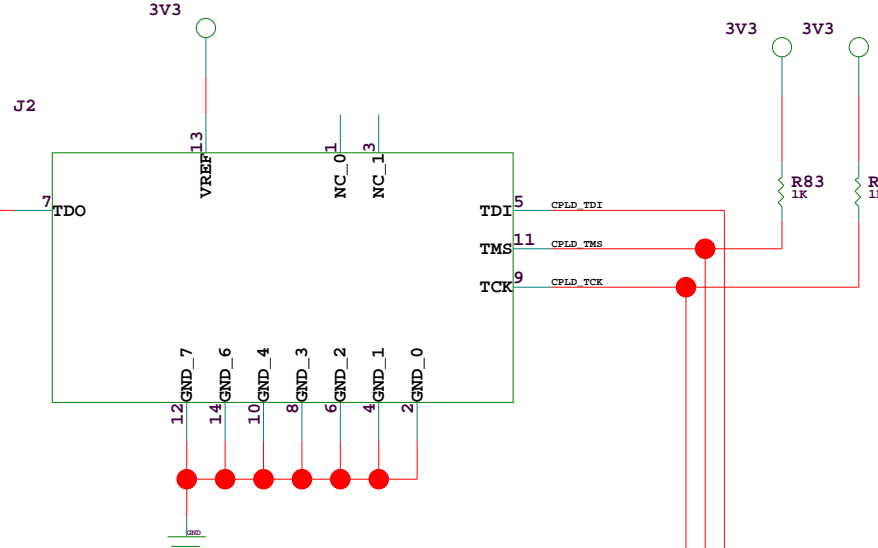 3V3
3V3 3V3
J2
13 1 3
VREF NC_0 NC_1
R83
1K
7 TDO
TDI 5 CPLD_TDI
TMS 11 CPLD_TMS
TCK 9 CPLD_TCK
GND_7 GND_6 GND_4 GND_3 GND_2 GND_1 GND_0
12 14 10 8 6 4 2
GND